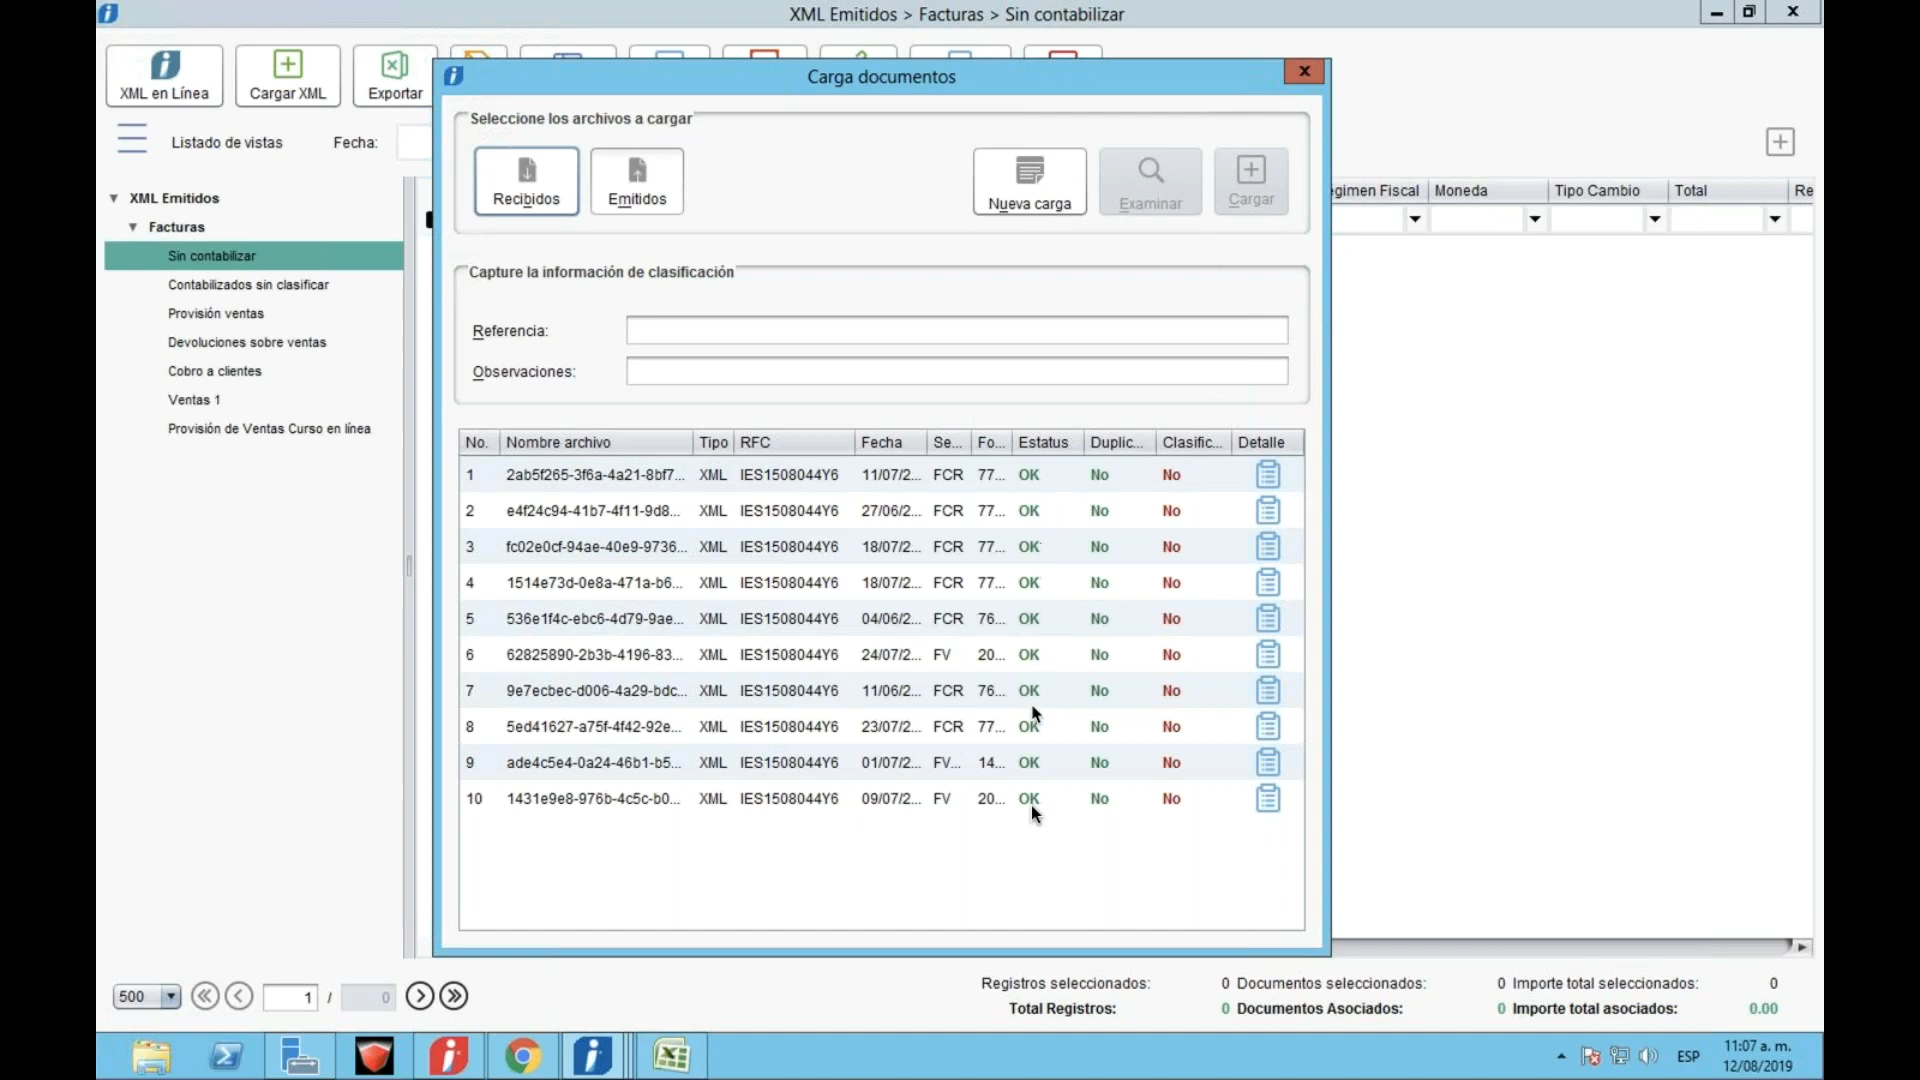 XML Emitidos > Facturas > Sin contabilizar
XML en Línea
Cargar XML
Exportar
Listado de vistas
Fecha:
XML Emitidos
Facturas
Sin contabilizar
Contabilizados sin clasificar
Provisión ventas
Devoluciones sobre ventas
Cobro a clientes
Ventas 1
Provisión de Ventas Curso en línea
Carga documentos
Seleccione los archivos a cargar
Recibidos
Emitidos
Nueva carga
Examinar
Cargar
Capture la información de clasificación
Referencia:
Observaciones:
No. Nombre archivo Tipo RFC Fecha Se... Fo... Estatus Duplic... Clasific... Detalle
1 2ab5f265-3f6a-4a21-8bf7... XML IES1508044Y6 11/07/2... FCR 77... OK No No
2 e4f24c94-41b7-4f11-9d8... XML IES1508044Y6 27/06/2... FCR 77... OK No No
3 fc02e0cf-94ae-40e9-9736... XML IES1508044Y6 18/07/2... FCR 77... OK No No
4 1514e73d-0e8a-471a-b6... XML IES1508044Y6 18/07/2... FCR 77... OK No No
5 536e1f4c-ebc6-4d79-9ae... XML IES1508044Y6 04/06/2... FCR 76... OK No No
6 62825890-2b3b-4196-83... XML IES1508044Y6 24/07/2... FV 20... OK No No
7 9e7ecbec-d006-4a29-bdc... XML IES1508044Y6 11/06/2... FCR 76... OK No No
8 5ed41627-a75f-4f42-92e... XML IES1508044Y6 23/07/2... FCR 77... OK No No
9 ade4c5e4-0a24-46b1-b5... XML IES1508044Y6 01/07/2... FV... 14... OK No No
10 1431e9e8-976b-4c5c-b0... XML IES1508044Y6 09/07/2... FV 20... OK No No
egimen Fiscal Moneda Tipo Cambio Total Re
500 1 / 0
Registros seleccionados: 0 Documentos seleccionados: 0 Importe total seleccionados: 0
Total Registros: 0 Documentos Asociados: 0 Importe total asociados: 0.00
ESP
11:07 a. m.
12/08/2019